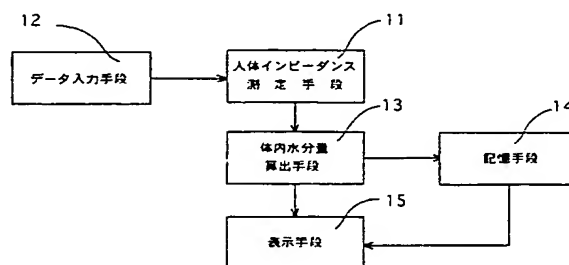 12
11
データ入力手段
人体インピーダンス
測定手段
13
14
体内水分量
算出手段
記憶手段
15
表示手段